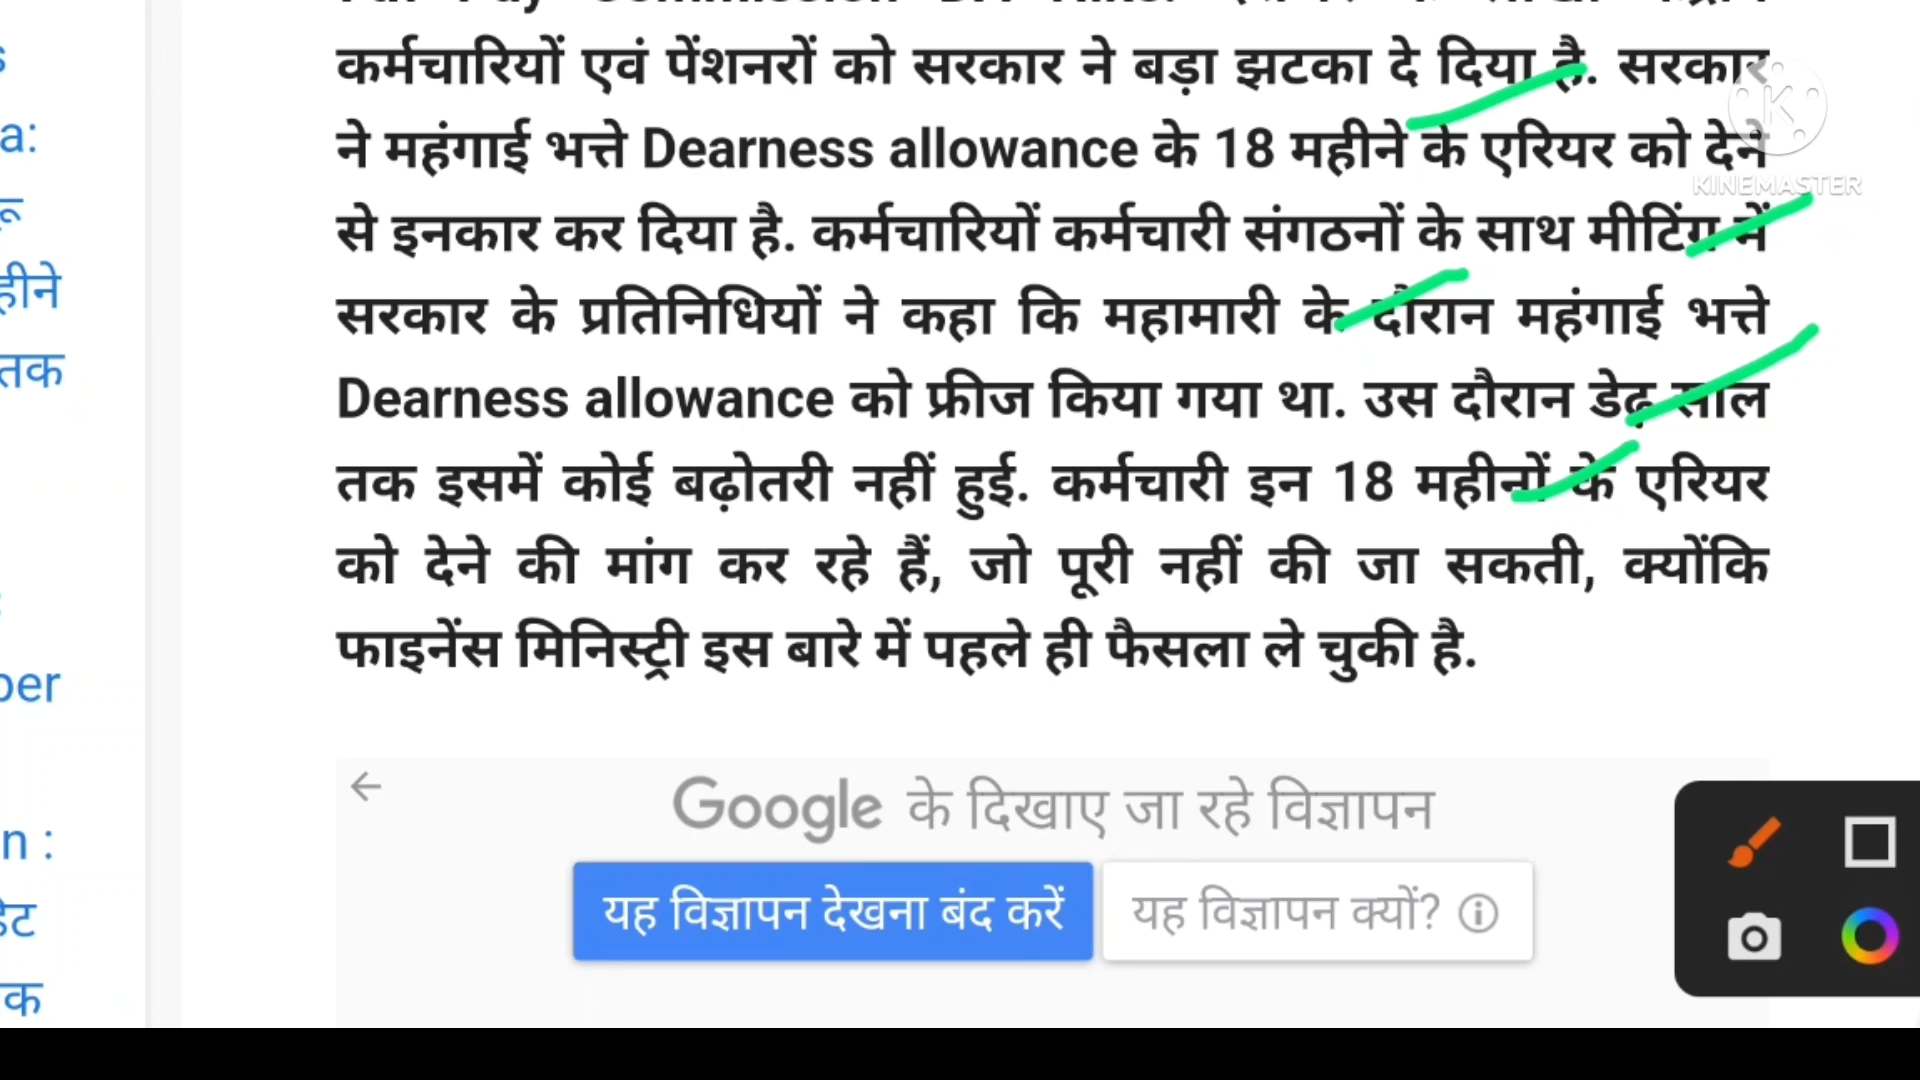 कर्मचारियों एवं पेंशनरों को सरकार ने बड़ा झटका दे दिया है. सरकार
ने महंगाई भत्ते Dearness allowance के 18 महीने के एरियर को देने
से इनकार कर दिया है. कर्मचारियों कर्मचारी संगठनों के साथ मीटिंग में
सरकार के प्रतिनिधियों ने कहा कि महामारी के दौरान महंगाई भत्ते
Dearness allowance को फ्रीज किया गया था. उस दौरान डेढ़ साल
तक इसमें कोई बढ़ोतरी नहीं हुई. कर्मचारी इन 18 महीनों के एरियर
को देने की मांग कर रहे हैं, जो पूरी नहीं की जा सकती, क्योंकि
फाइनेंस मिनिस्ट्री इस बारे में पहले ही फैसला ले चुकी है.
Google के दिखाए जा रहे विज्ञापन
यह विज्ञापन देखना बंद करें
यह विज्ञापन क्यों?
KINEMASTER
a:
तक
n :